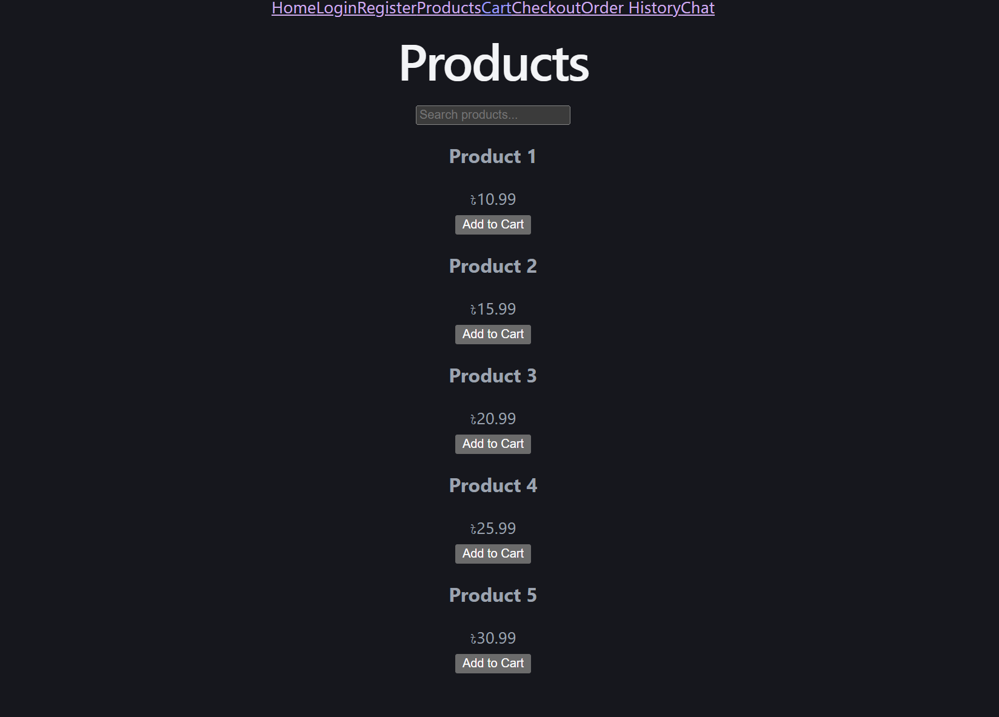 HomeLoginRegisterProductsCartCheckoutOrder HistoryChat
Products
Search products...
Product 1
৳10.99
Add to Cart
Product 2
৳15.99
Add to Cart
Product 3
৳20.99
Add to Cart
Product 4
৳25.99
Add to Cart
Product 5
৳30.99
Add to Cart